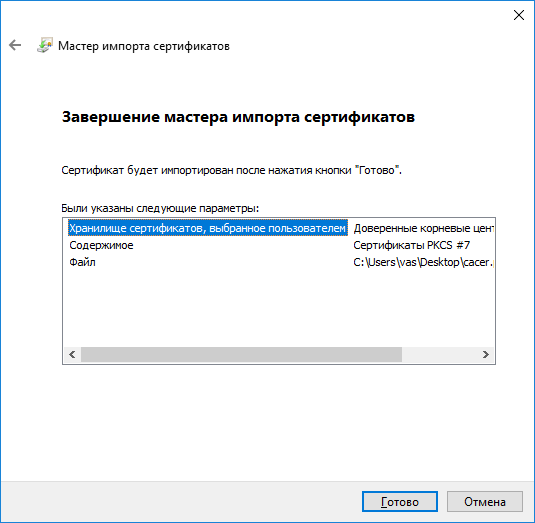 Мастер импорта сертификатов
Завершение мастера импорта сертификатов
Сертификат будет импортирован после нажатия кнопки "Готово".
Были указаны следующие параметры:
Хранилище сертификатов, выбранное пользователем Доверенные корневые цент
Содержимое Сертификаты PKCS #7
Файл C:\Users\vas\Desktop\cacer.
Готово Отмена